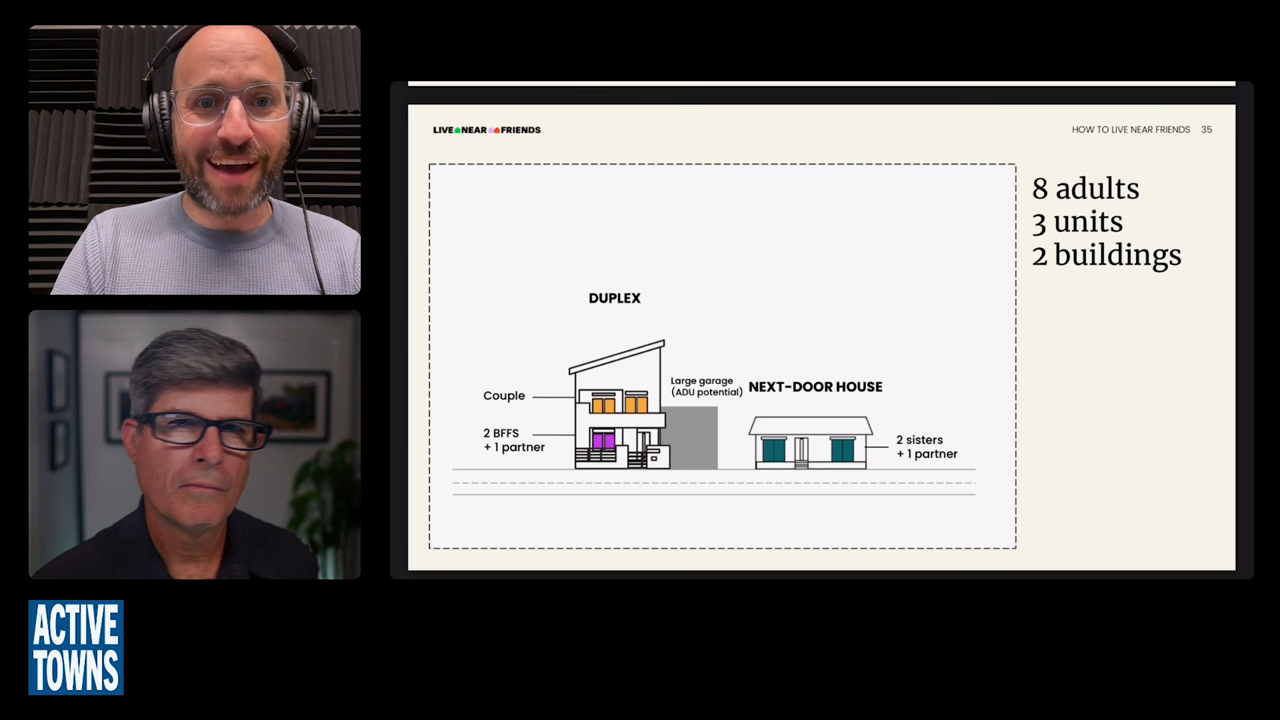 LIVE NEAR FRIENDS
HOW TO LIVE NEAR FRIENDS 35
8 adults
3 units
2 buildings
DUPLEX
Large garage
(ADU potential)
NEXT-DOOR HOUSE
Couple
2 BFFS
+ 1 partner
2 sisters
+ 1 partner
ACTIVE
TOWNS